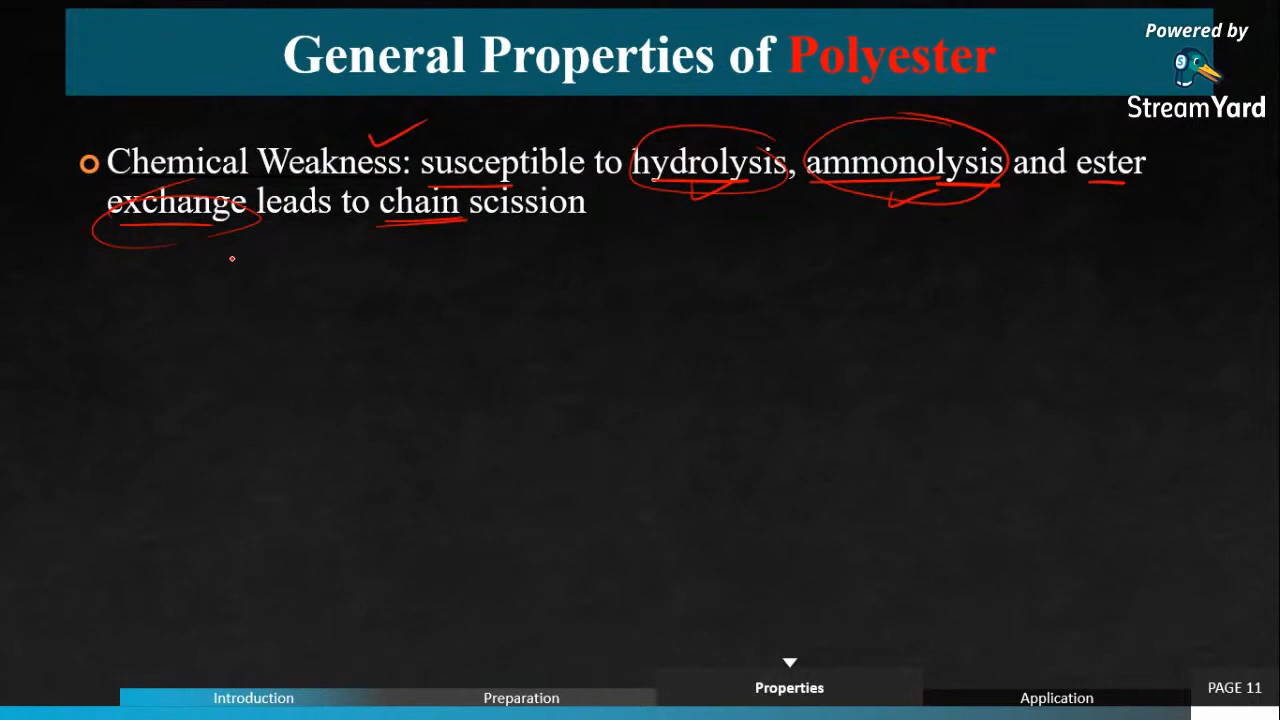 General Properties of Polyester
Powered by
StreamYard
Chemical Weakness: susceptible to hydrolysis, ammonolysis and ester
exchange leads to chain scission
Introduction
Preparation
Properties
Application
PAGE 11